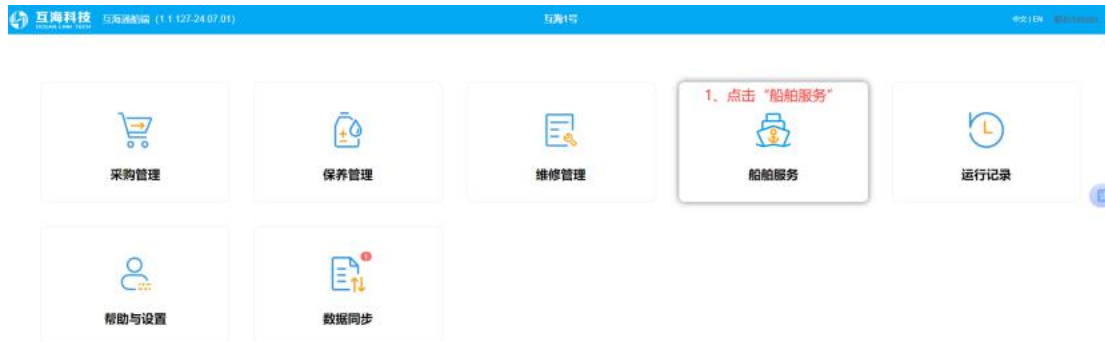 互海科技 互海通船端 (1.1.127-24.07.01) 互海1号 中文 | EN
HOGAN LINK TECH
1、点击“船舶服务”
采购管理 保养管理 维修管理 船舶服务 运行记录
帮助与设置 数据同步